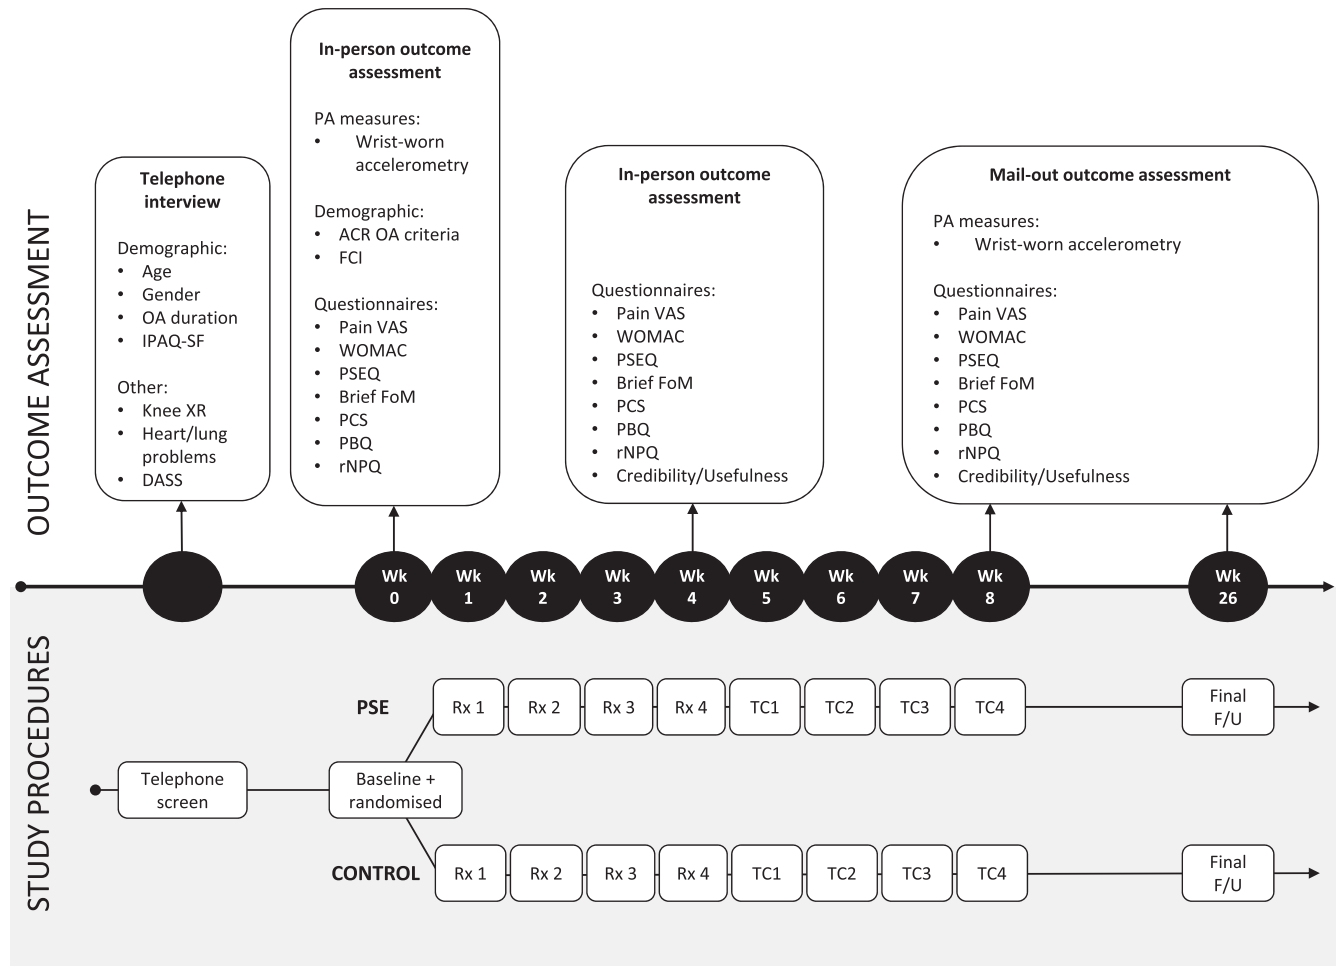 OUTCOME ASSESSMENT
Telephone
interview
Demographic:
• Age
• Gender
• OA duration
• IPAQ-SF
Other:
• Knee XR
• Heart/lung
problems
• DASS
In-person outcome
assessment
PA measures:
• Wrist-worn
accelerometry
Demographic:
• ACR OA criteria
• FCI
Questionnaires:
• Pain VAS
• WOMAC
• PSEQ
• Brief FoM
• PCS
• PBQ
• rNPQ
In-person outcome
assessment
Questionnaires:
• Pain VAS
• WOMAC
• PSEQ
• Brief FoM
• PCS
• PBQ
• rNPQ
• Credibility/Usefulness
Mail-out outcome assessment
PA measures:
• Wrist-worn accelerometry
Questionnaires:
• Pain VAS
• WOMAC
• PSEQ
• Brief FoM
• PCS
• PBQ
• rNPQ
• Credibility/Usefulness
Wk
0
Wk
1
Wk
2
Wk
3
Wk
4
Wk
5
Wk
6
Wk
7
Wk
8
Wk
26
STUDY PROCEDURES
Telephone
screen
Baseline +
randomised
PSE
Rx 1
Rx 2
Rx 3
Rx 4
TC1
TC2
TC3
TC4
Final
F/U
CONTROL
Rx 1
Rx 2
Rx 3
Rx 4
TC1
TC2
TC3
TC4
Final
F/U